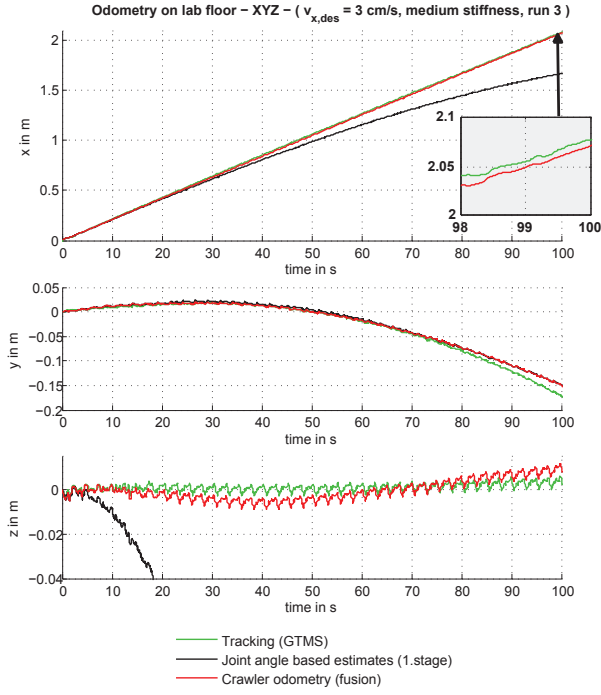 Odometry on lab floor − XYZ − ( v_x,des = 3 cm/s, medium stiffness, run 3 )
2
1.5
1
0.5
0
x in m
2.1
2.05
2
98 99 100
0 10 20 30 40 50 60 70 80 90 100
time in s
0.05
0
−0.05
−0.1
−0.15
−0.2
y in m
0 10 20 30 40 50 60 70 80 90 100
time in s
0
−0.02
−0.04
z in m
0 10 20 30 40 50 60 70 80 90 100
time in s
Tracking (GTMS)
Joint angle based estimates (1.stage)
Crawler odometry (fusion)